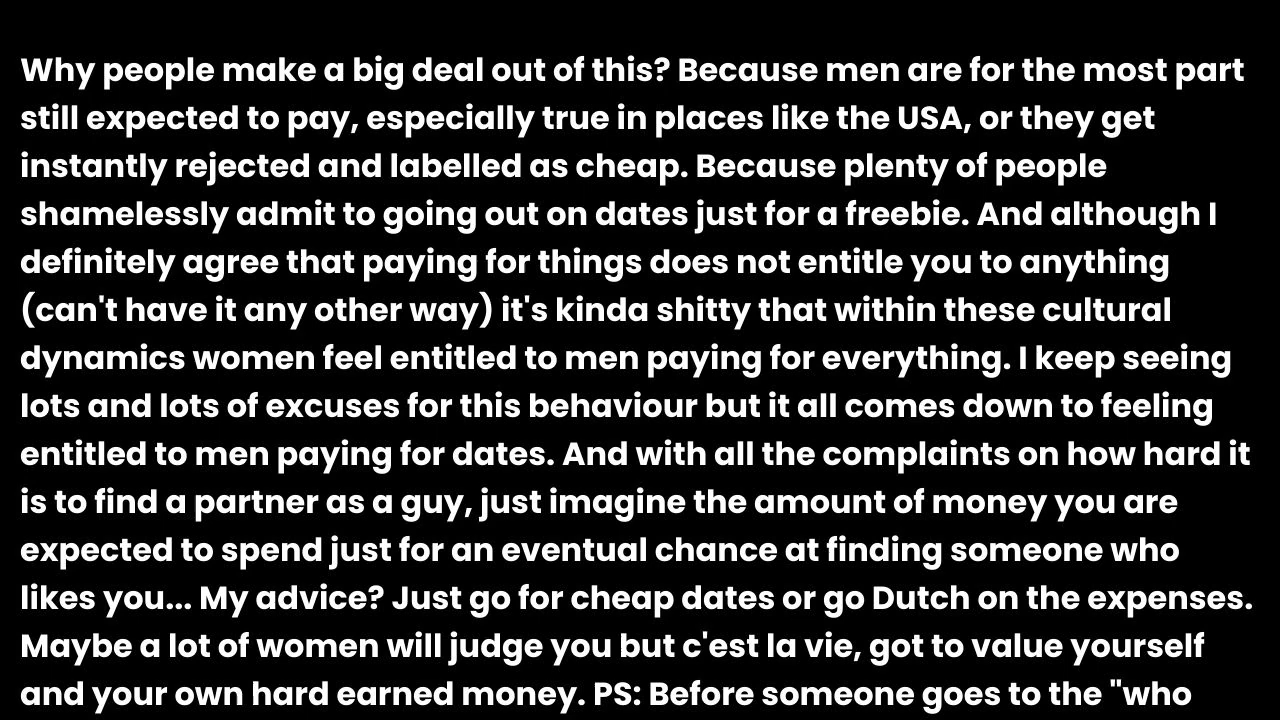 Why people make a big deal out of this? Because men are for the most part
still expected to pay, especially true in places like the USA, or they get
instantly rejected and labelled as cheap. Because plenty of people
shamelessly admit to going out on dates just for a freebie. And although I
definitely agree that paying for things does not entitle you to anything
(can't have it any other way) it's kinda shitty that within these cultural
dynamics women feel entitled to men paying for everything. I keep seeing
lots and lots of excuses for this behaviour but it all comes down to feeling
entitled to men paying for dates. And with all the complaints on how hard it
is to find a partner as a guy, just imagine the amount of money you are
expected to spend just for an eventual chance at finding someone who
likes you... My advice? Just go for cheap dates or go Dutch on the expenses.
Maybe a lot of women will judge you but c'est la vie, got to value yourself
and your own hard earned money. PS: Before someone goes to the "who